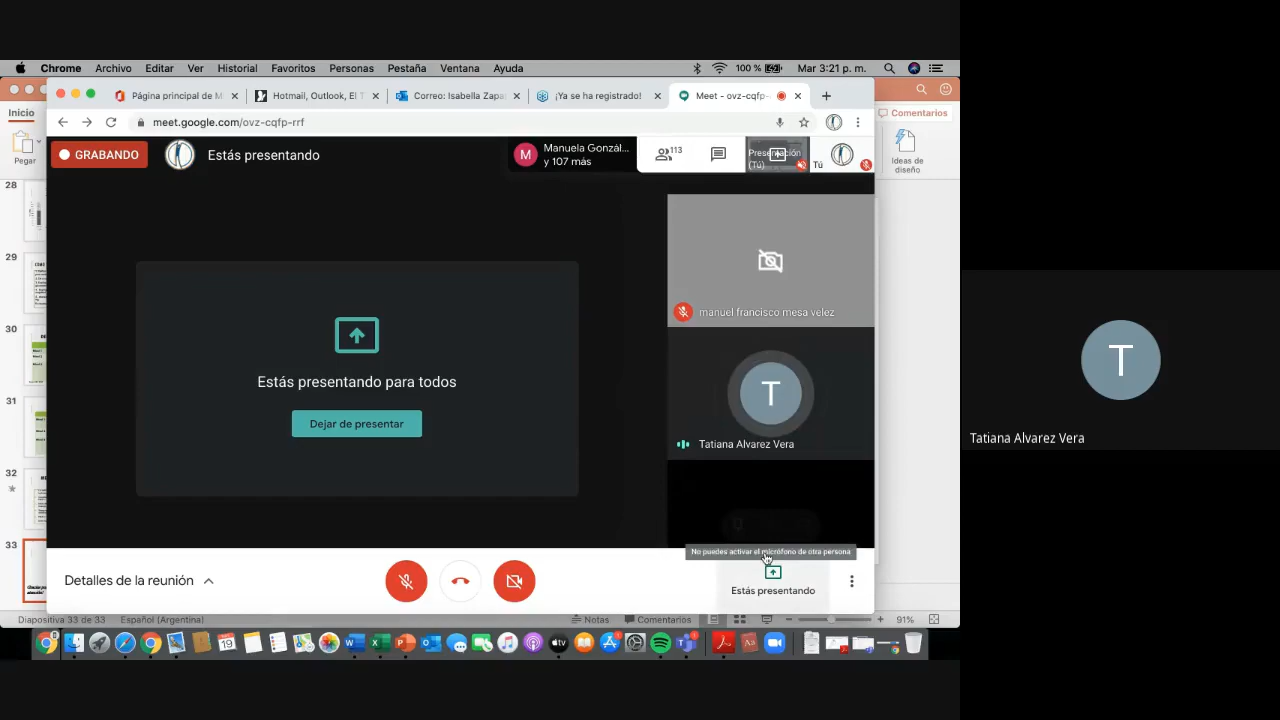 Chrome Archivo Editar Ver Historial Favoritos Personas Pestaña Ventana Ayuda 100 % Mar 3:21 p. m.
Página principal de M Hotmail, Outlook, El T Correo: Isabella Zapa ¡Ya se ha registrado! Meet - ovz-cqfp-
Inicio
Comentarios
meet.google.com/ovz-cqfp-rrf
Pegar
Ideas de
diseño
GRABANDO
Estás presentando
M
Manuela Gonzál...
y 107 más
113
Presentación
(Tú)
Tú
28
29
30
31
32
33
manuel francisco mesa velez
Estás presentando para todos
Dejar de presentar
T
Tatiana Alvarez Vera
T
Tatiana Alvarez Vera
No puedes activar el micrófono de otra persona
Detalles de la reunión
Estás presentando
Diapositiva 33 de 33 Español (Argentina) Notas Comentarios 91%